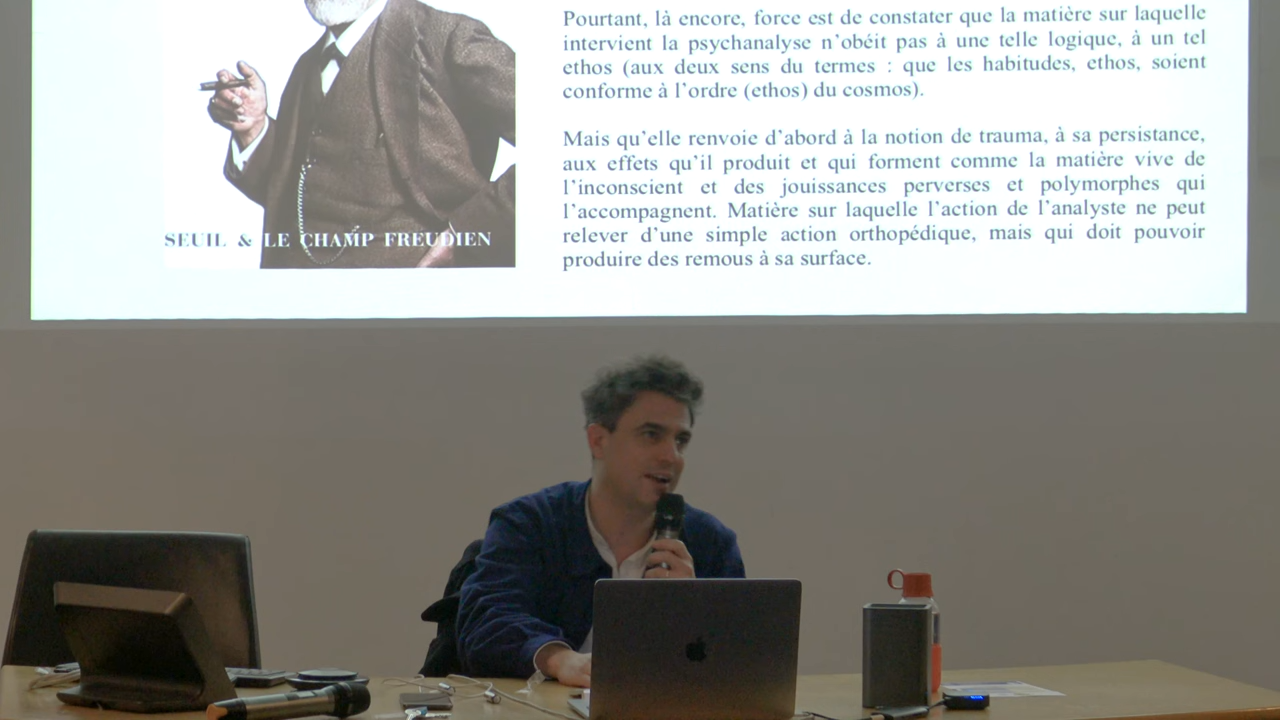 Pourtant, là encore, force est de constater que la matière sur laquelle
intervient la psychanalyse n'obéit pas à une telle logique, à un tel
ethos (aux deux sens du termes : que les habitudes, ethos, soient
conforme à l'ordre (ethos) du cosmos).
Mais qu'elle renvoie d'abord à la notion de trauma, à sa persistance,
aux effets qu'il produit et qui forment comme la matière vive de
l'inconscient et des jouissances perverses et polymorphes qui
l'accompagnent. Matière sur laquelle l'action de l'analyste ne peut
relever d'une simple action orthopédique, mais qui doit pouvoir
produire des remous à sa surface.
SEUIL & LE CHAMP FREUDIEN